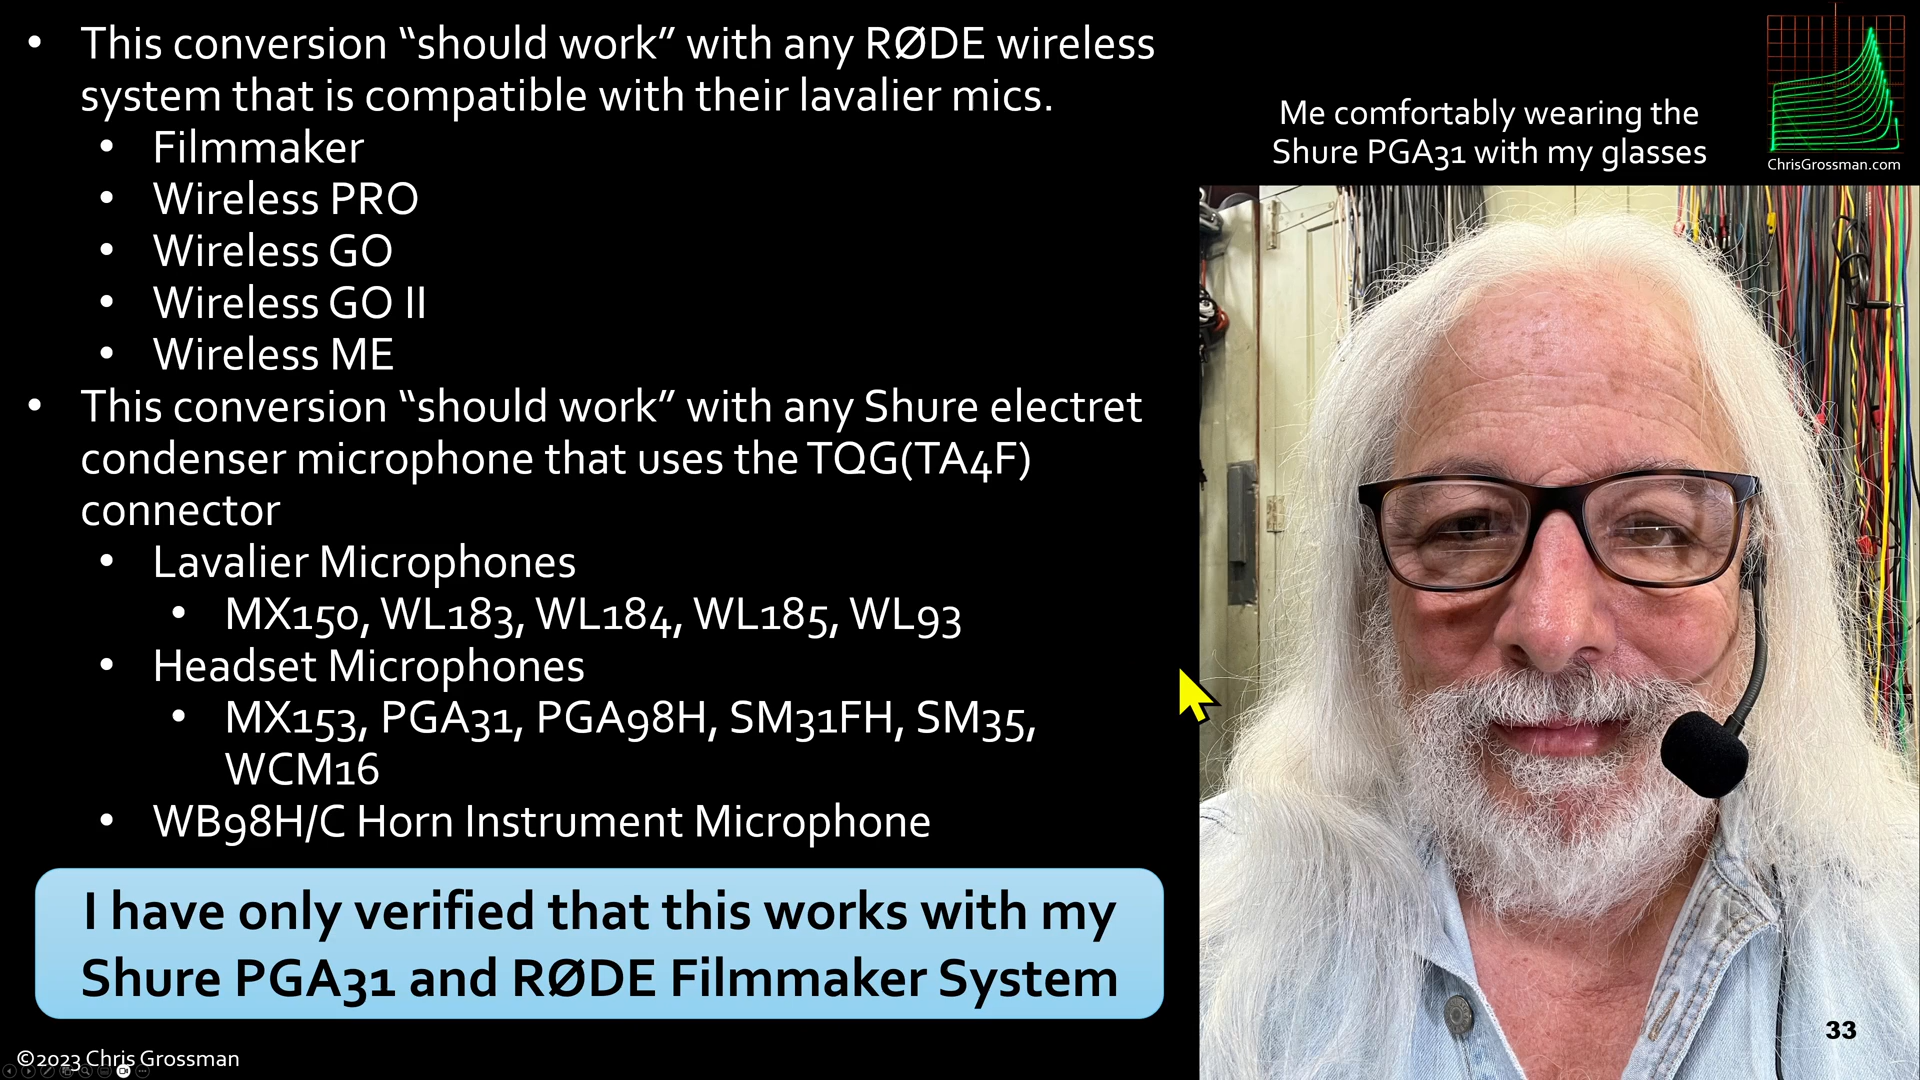 • This conversion “should work” with any RØDE wireless
system that is compatible with their lavalier mics.
• Filmmaker
• Wireless PRO
• Wireless GO
• Wireless GO II
• Wireless ME
• This conversion “should work” with any Shure electret
condenser microphone that uses the TQG(TA4F)
connector
• Lavalier Microphones
• MX150, WL183, WL184, WL185, WL93
• Headset Microphones
• MX153, PGA31, PGA98H, SM31FH, SM35,
WCM16
• WB98H/C Horn Instrument Microphone
I have only verified that this works with my
Shure PGA31 and RØDE Filmmaker System
©2023 Chris Grossman
Me comfortably wearing the
Shure PGA31 with my glasses
ChrisGrossman.com
33